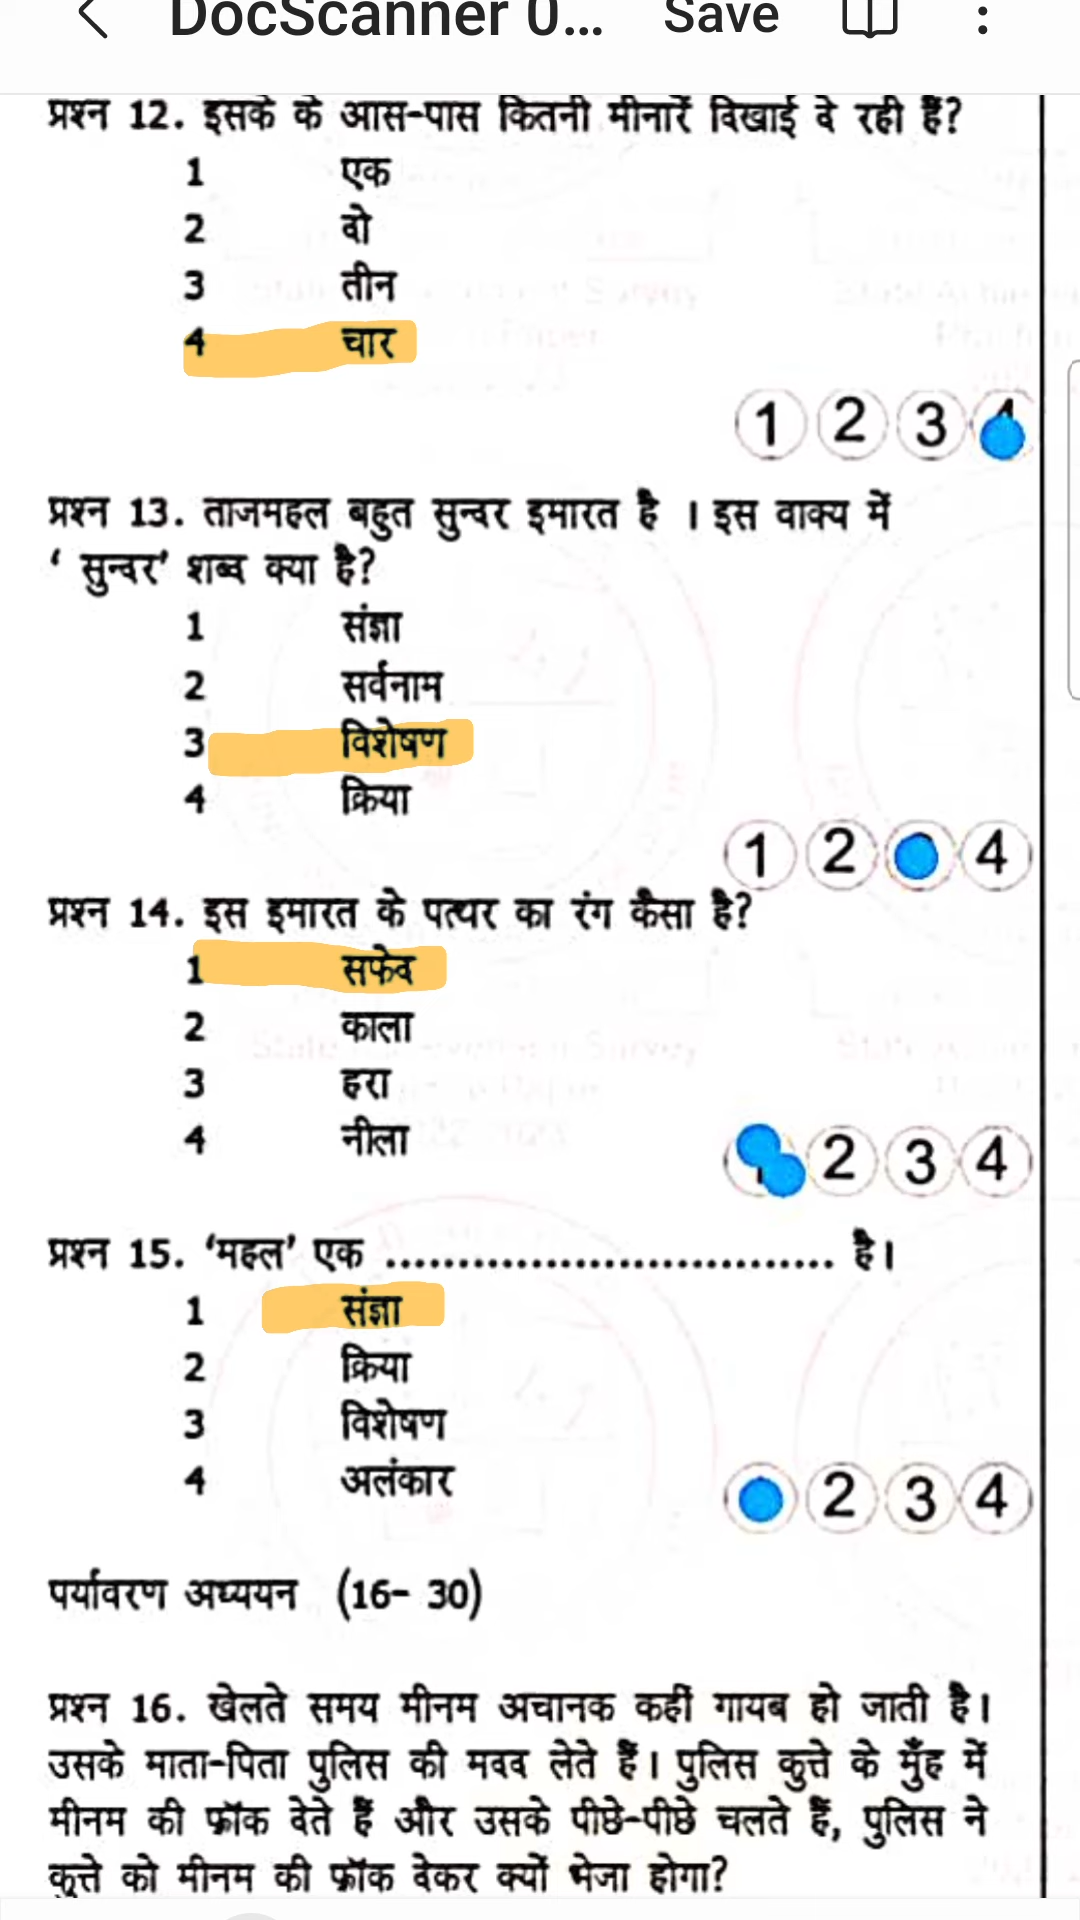 DocScanner 0... Save
प्रश्न 12. इसके के आस-पास कितनी मीनारें दिखाई दे रही हैं?
1 एक
2 दो
3 तीन
4 चार
1 2 3 4
प्रश्न 13. ताजमहल बहुत सुन्दर इमारत है । इस वाक्य में
‘ सुन्दर’ शब्द क्या है?
1 संज्ञा
2 सर्वनाम
3 विशेषण
4 क्रिया
1 2 4
प्रश्न 14. इस इमारत के पत्थर का रंग कैसा है?
1 सफेद
2 काला
3 हरा
4 नीला
2 3 4
प्रश्न 15. ‘महल’ एक ............................... है।
1 संज्ञा
2 क्रिया
3 विशेषण
4 अलंकार
2 3 4
पर्यावरण अध्ययन (16- 30)
प्रश्न 16. खेलते समय मीनम अचानक कहीं गायब हो जाती है।
उसके माता-पिता पुलिस की मदद लेते हैं। पुलिस कुत्ते के मुँह में
मीनम की फ्रॉक देते हैं और उसके पीछे-पीछे चलते हैं, पुलिस ने
कुत्ते को मीनम की फ्रॉक देकर क्यों भेजा होगा?